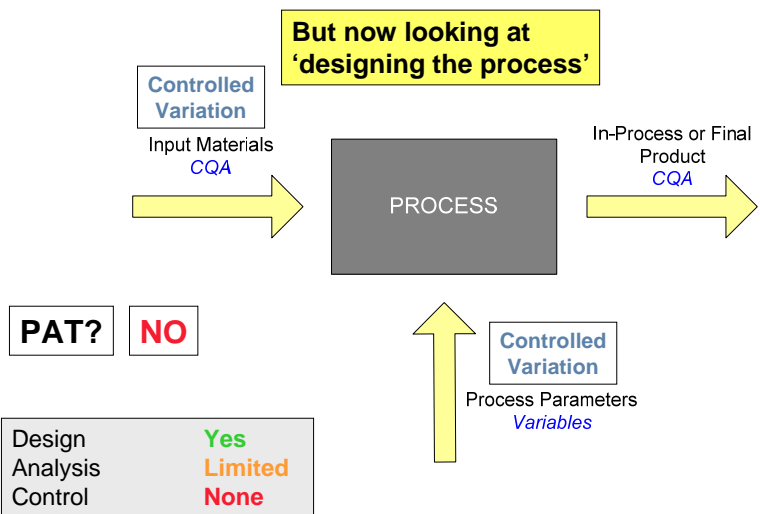 But now looking at
‘designing the process’
Controlled
Variation
Input Materials
CQA
PROCESS
In-Process or Final
Product
CQA
PAT? NO
Controlled
Variation
Process Parameters
Variables
Design Yes
Analysis Limited
Control None